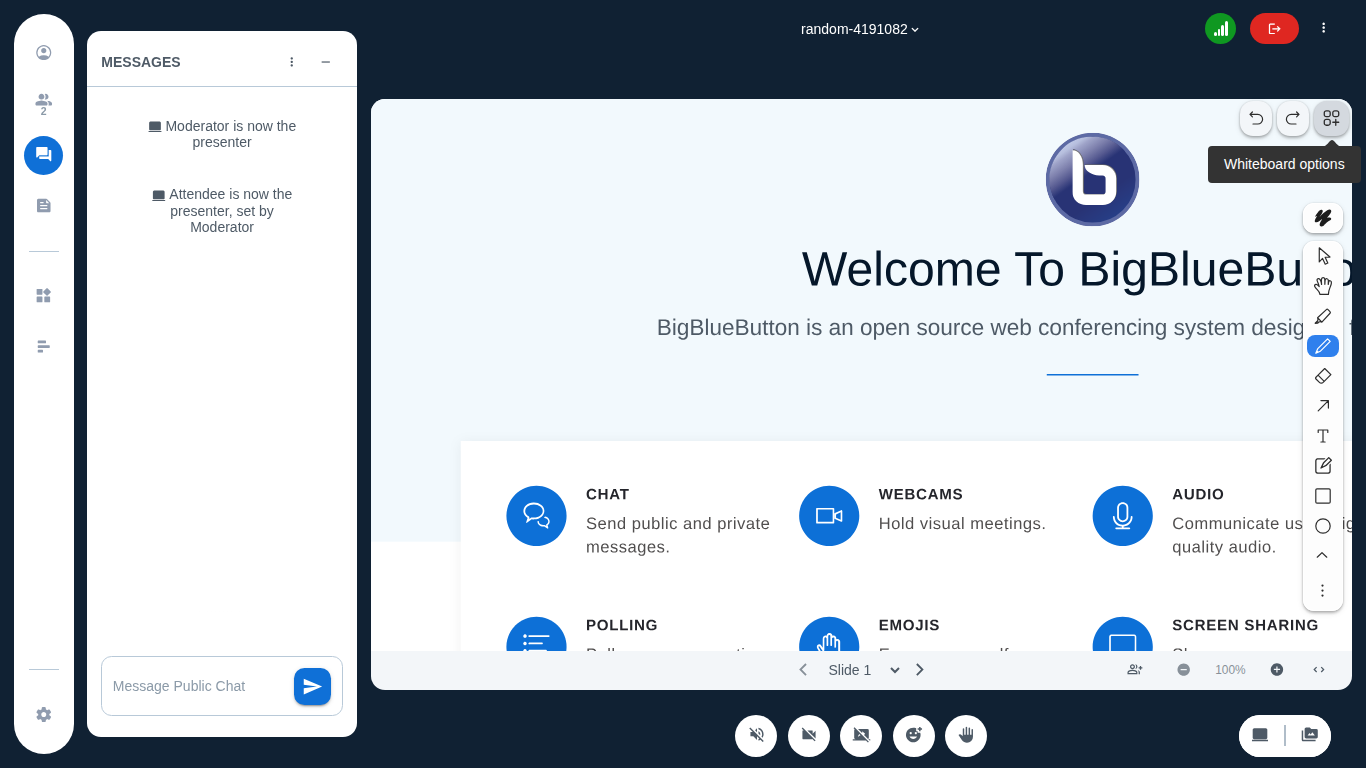 random-4191082
2
MESSAGES
Moderator is now the
presenter
Attendee is now the
presenter, set by
Moderator
Message Public Chat
Whiteboard options
Welcome To BigBlueBu
BigBlueButton is an open source web conferencing system desig
CHAT
Send public and private
messages.
WEBCAMS
Hold visual meetings.
AUDIO
Communicate us
quality audio.
POLLING
EMOJIS
SCREEN SHARING
Slide 1
100%